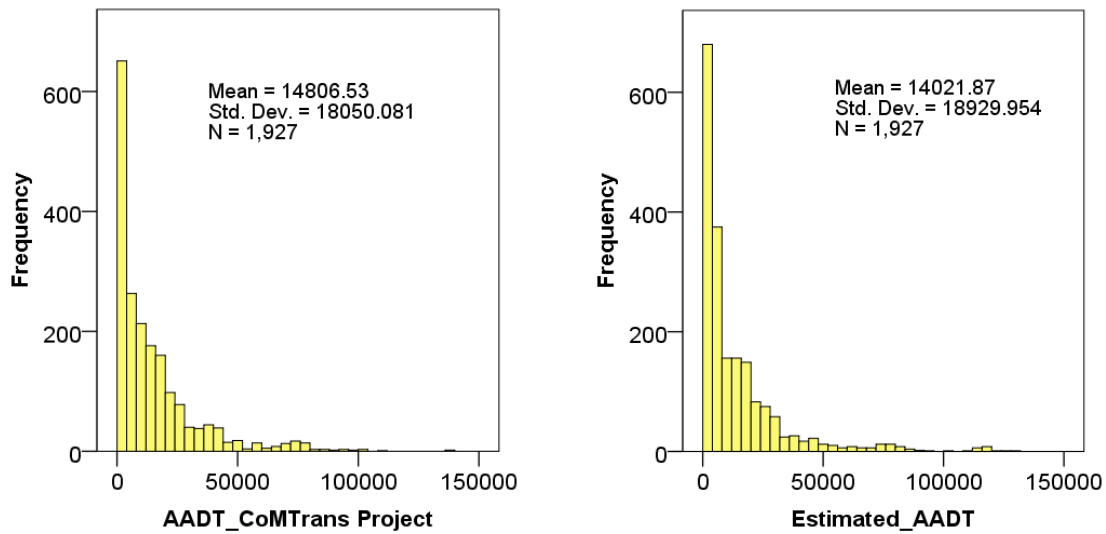 Mean = 14806.53
Std. Dev. = 18050.081
N = 1,927
Frequency
600
400
200
0
0 50000 100000 150000
AADT_CoMTrans Project
Mean = 14021.87
Std. Dev. = 18929.954
N = 1,927
Frequency
600
400
200
0
0 50000 100000 150000
Estimated_AADT